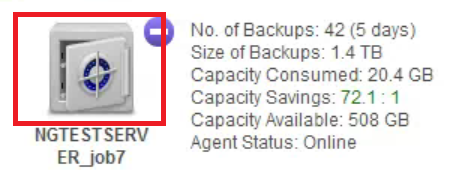 No. of Backups: 42 (5 days)
Size of Backups: 1.4 TB
Capacity Consumed: 20.4 GB
Capacity Savings: 72.1 : 1
Capacity Available: 508 GB
Agent Status: Online
NGTESTSERV
ER_job7